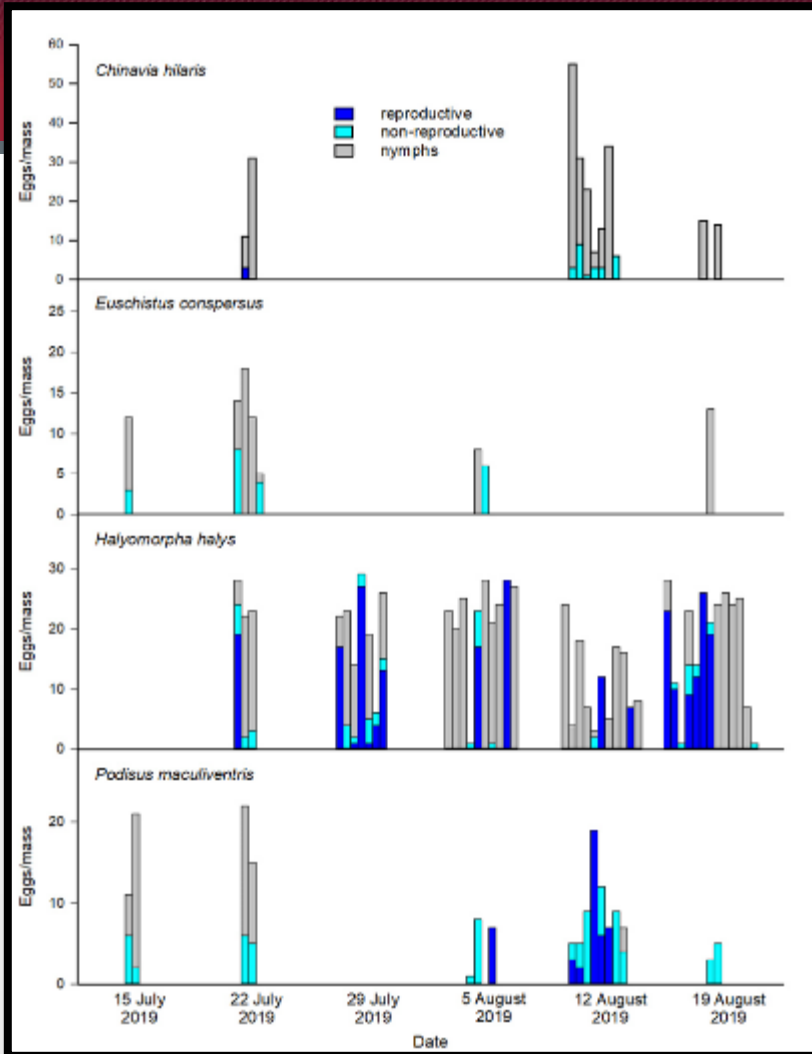 60
Chinavia hilaris
50
reproductive
40
non-reproductive
nymphs
30
20
10
0
Eggs/mass
Euschistus conspersus
25
20
15
10
5
0
Eggs/mass
Halyomorpha halys
30
20
10
0
Eggs/mass
Podisus maculiventris
20
10
0
Eggs/mass
15 July 22 July 29 July 5 August 12 August 19 August
2019 2019 2019 2019 2019 2019
Date